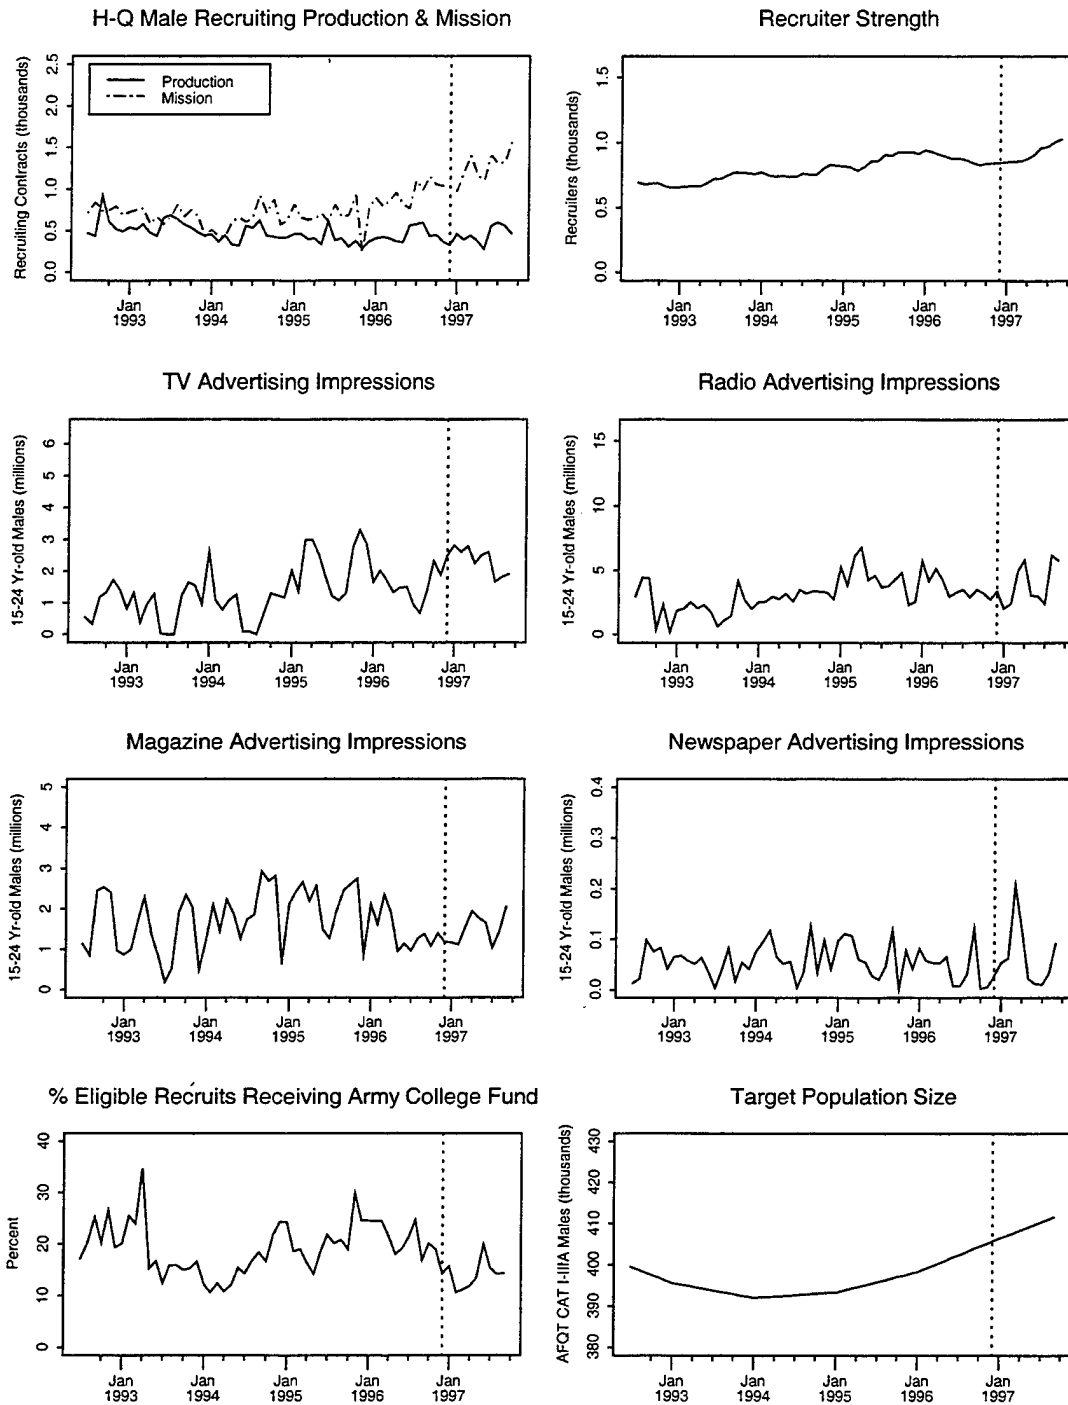 H-Q Male Recruiting Production & Mission
Recruiting Contracts (thousands)
2.5
2.0
1.5
1.0
0.5
0.0
Production
Mission
Jan 1993
Jan 1994
Jan 1995
Jan 1996
Jan 1997
Recruiter Strength
Recruiters (thousands)
1.5
1.0
0.5
0.0
Jan 1993
Jan 1994
Jan 1995
Jan 1996
Jan 1997
TV Advertising Impressions
15-24 Yr-old Males (millions)
6
5
4
3
2
1
0
Jan 1993
Jan 1994
Jan 1995
Jan 1996
Jan 1997
Radio Advertising Impressions
15-24 Yr-old Males (millions)
15
10
5
0
Jan 1993
Jan 1994
Jan 1995
Jan 1996
Jan 1997
Magazine Advertising Impressions
15-24 Yr-old Males (millions)
5
4
3
2
1
0
Jan 1993
Jan 1994
Jan 1995
Jan 1996
Jan 1997
Newspaper Advertising Impressions
15-24 Yr-old Males (millions)
0.4
0.3
0.2
0.1
0.0
Jan 1993
Jan 1994
Jan 1995
Jan 1996
Jan 1997
% Eligible Recruits Receiving Army College Fund
Percent
40
30
20
10
0
Jan 1993
Jan 1994
Jan 1995
Jan 1996
Jan 1997
Target Population Size
AFQT CAT I-IIIA Males (thousands)
430
420
410
400
390
380
Jan 1993
Jan 1994
Jan 1995
Jan 1996
Jan 1997